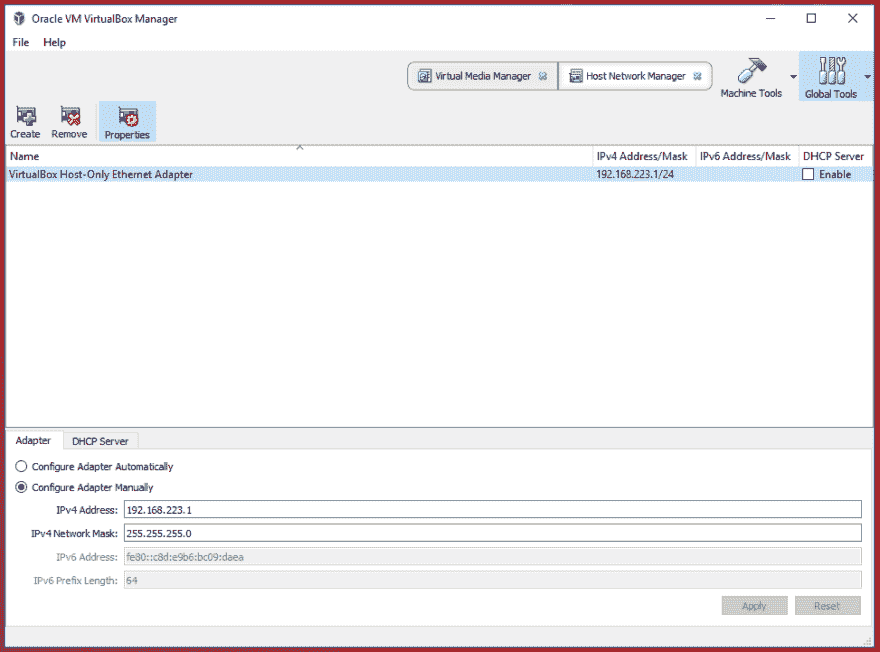 Oracle VM VirtualBox Manager
File Help
Virtual Media Manager Host Network Manager
Machine Tools Global Tools
Create Remove Properties
Name IPv4 Address/Mask IPv6 Address/Mask DHCP Server
VirtualBox Host-Only Ethernet Adapter 192.168.223.1/24 Enable
Adapter DHCP Server
Configure Adapter Automatically
Configure Adapter Manually
IPv4 Address: 192.168.223.1
IPv4 Network Mask: 255.255.255.0
IPv6 Address: fe80::c8d:e9b6:bc09:daea
IPv6 Prefix Length: 64
Apply Reset